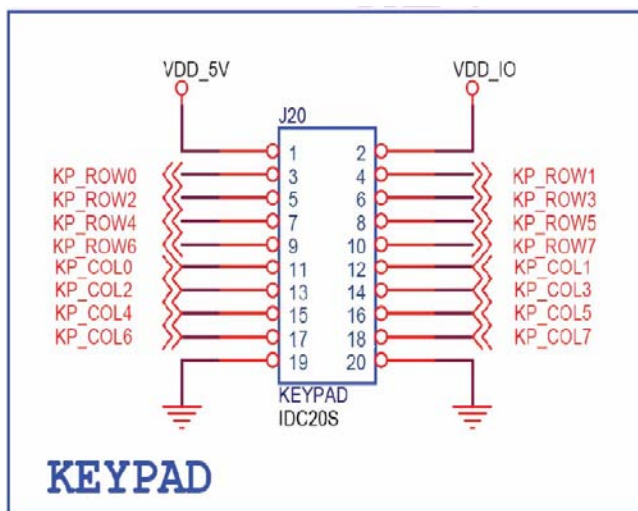 VDD_5V VDD_IO
J20
1 2
KP_ROW0 3 4 KP_ROW1
KP_ROW2 5 6 KP_ROW3
KP_ROW4 7 8 KP_ROW5
KP_ROW6 9 10 KP_ROW7
KP_COL0 11 12 KP_COL1
KP_COL2 13 14 KP_COL3
KP_COL4 15 16 KP_COL5
KP_COL6 17 18 KP_COL7
19 20
KEYPAD
IDC20S
KEYPAD